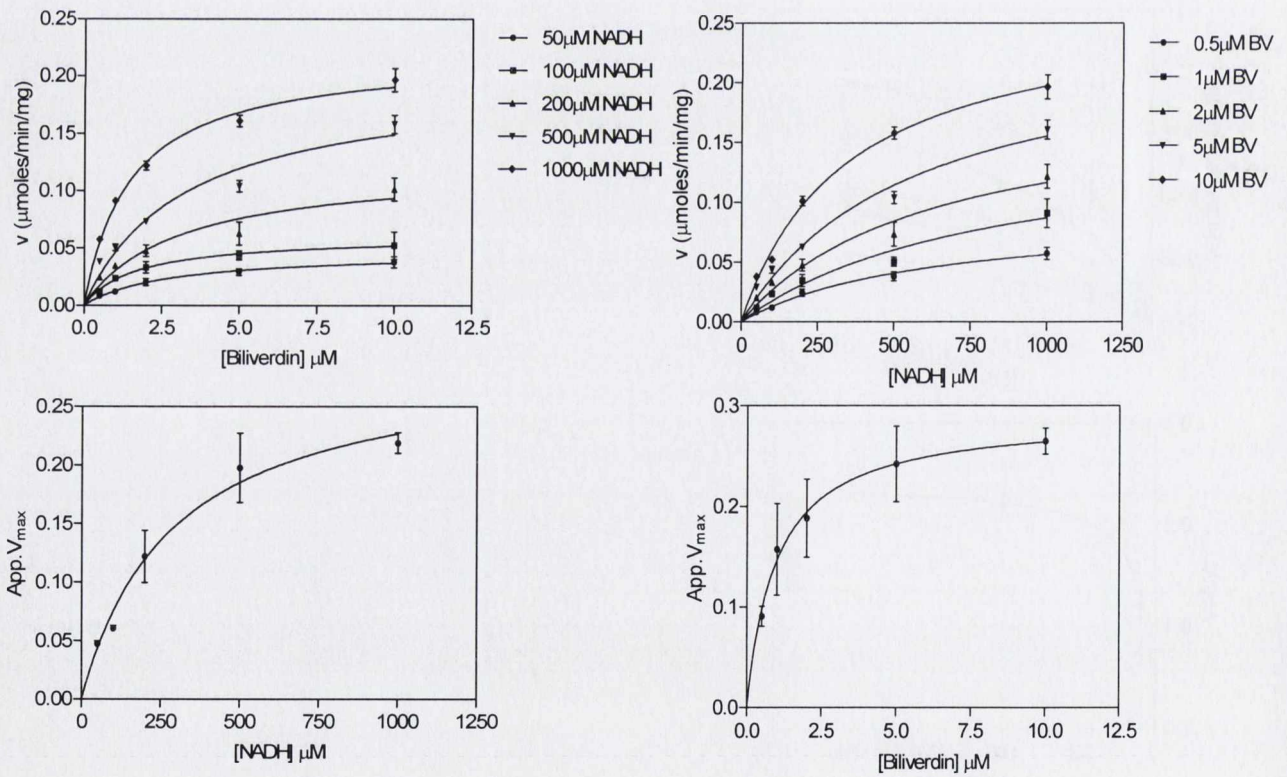 0.25
0.20
0.15
0.10
0.05
0.00
v (μmoles/min/mg)
0.0 2.5 5.0 7.5 10.0 12.5
[Biliverdin] μM
50μM NADH
100μM NADH
200μM NADH
500μM NADH
1000μM NADH
0.25
0.20
0.15
0.10
0.05
0.00
v (μmoles/min/mg)
0 250 500 750 1000 1250
[NADH] μM
0.5μM BV
1μM BV
2μM BV
5μM BV
10μM BV
0.25
0.20
0.15
0.10
0.05
0.00
App.Vmax
0 250 500 750 1000 1250
[NADH] μM
0.3
0.2
0.1
0.0
App.Vmax
0.0 2.5 5.0 7.5 10.0 12.5
[Biliverdin] μM